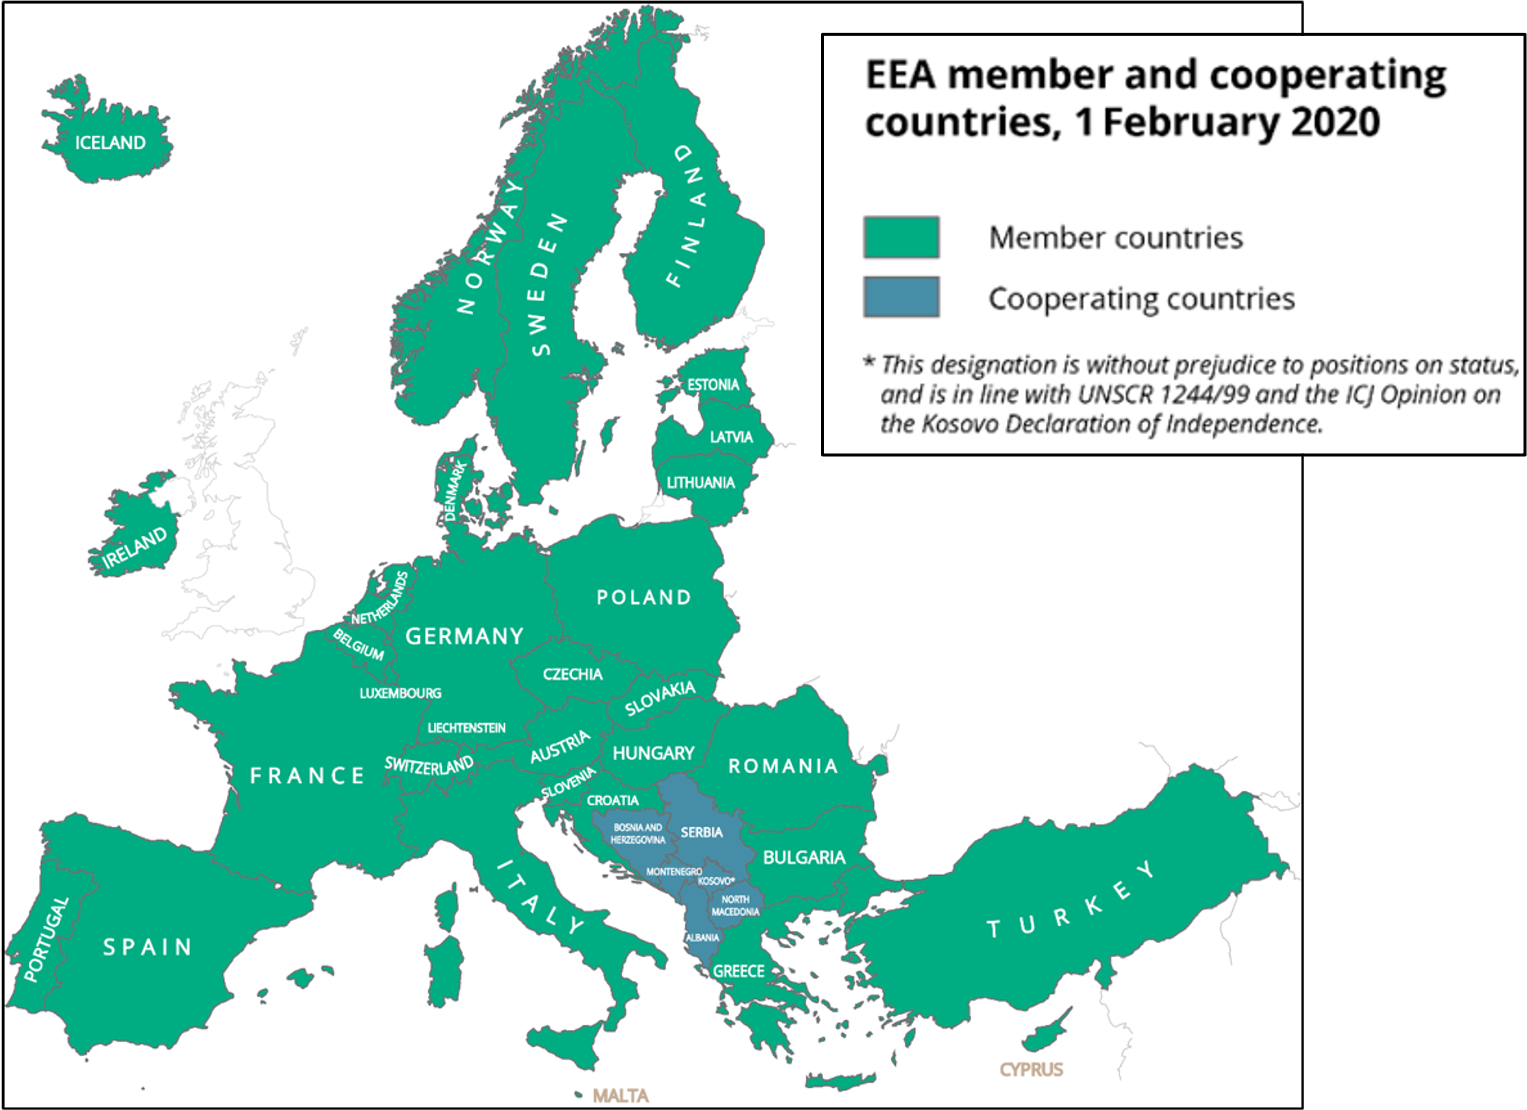 EEA member and cooperating
countries, 1 February 2020
Member countries
Cooperating countries
* This designation is without prejudice to positions on status,
and is in line with UNSCR 1244/99 and the ICJ Opinion on
the Kosovo Declaration of Independence.
ICELAND
NORWAY
SWEDEN
FINLAND
ESTONIA
LATVIA
LITHUANIA
DENMARK
IRELAND
NETHERLANDS
BELGIUM
GERMANY
POLAND
LUXEMBOURG
CZECHIA
SLOVAKIA
LIECHTENSTEIN
AUSTRIA
HUNGARY
SWITZERLAND
FRANCE
SLOVENIA
CROATIA
ROMANIA
BOSNIA AND
HERZEGOVINA
SERBIA
MONTENEGRO
KOSOVO*
BULGARIA
NORTH
MACEDONIA
ALBANIA
GREECE
ITALY
PORTUGAL
SPAIN
TURKEY
CYPRUS
MALTA